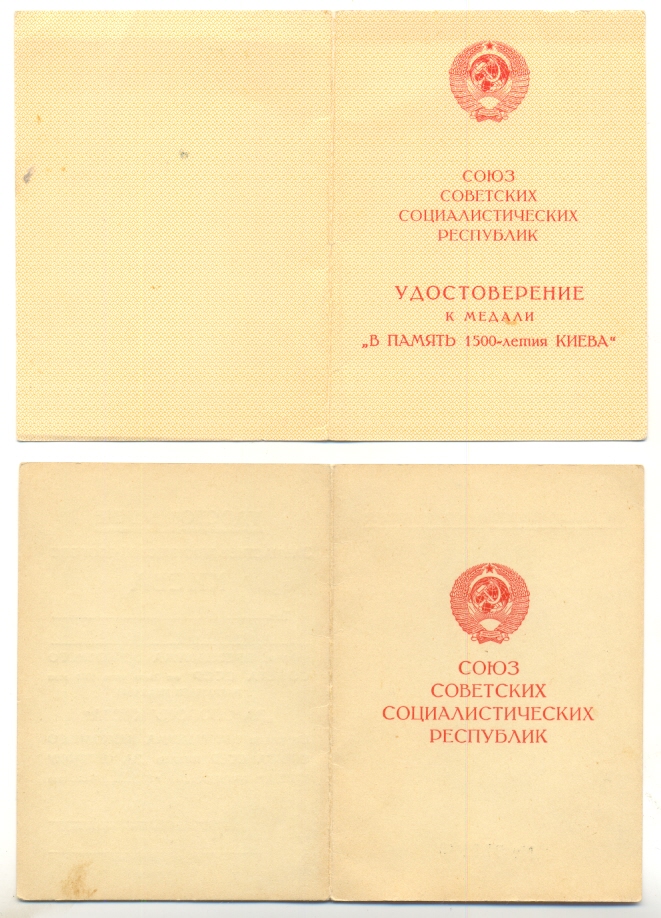 СОЮЗ
СОВЕТСКИХ
СОЦИАЛИСТИЧЕСКИХ
РЕСПУБЛИК
УДОСТОВЕРЕНИЕ
К МЕДАЛИ
„В ПАМЯТЬ 1500-летия КИЕВА“
СОЮЗ
СОВЕТСКИХ
СОЦИАЛИСТИЧЕСКИХ
РЕСПУБЛИК